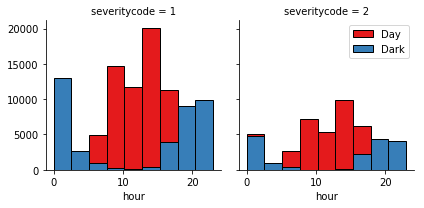 severitycode = 1
severitycode = 2
Day
Dark
20000
15000
10000
5000
0
0 10 20
0 10 20
hour
hour